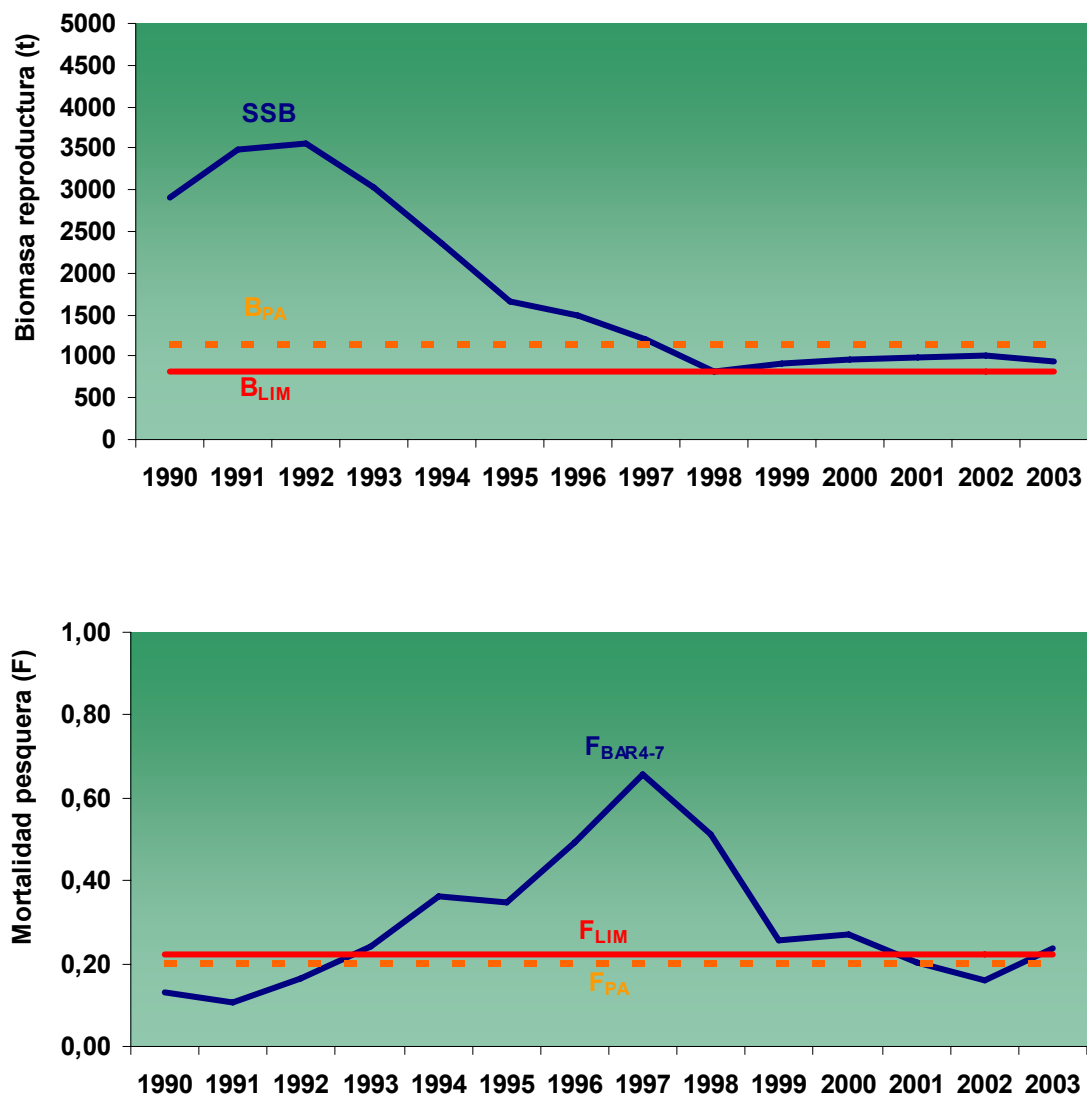 Biomasa reproductura (t)
5000
4500
4000
3500
3000
2500
2000
1500
1000
500
0
SSB
BPA
BLIM
1990 1991 1992 1993 1994 1995 1996 1997 1998 1999 2000 2001 2002 2003
Mortalidad pesquera (F)
1,00
0,80
0,60
0,40
0,20
0,00
FBAR4-7
FLIM
FPA
1990 1991 1992 1993 1994 1995 1996 1997 1998 1999 2000 2001 2002 2003